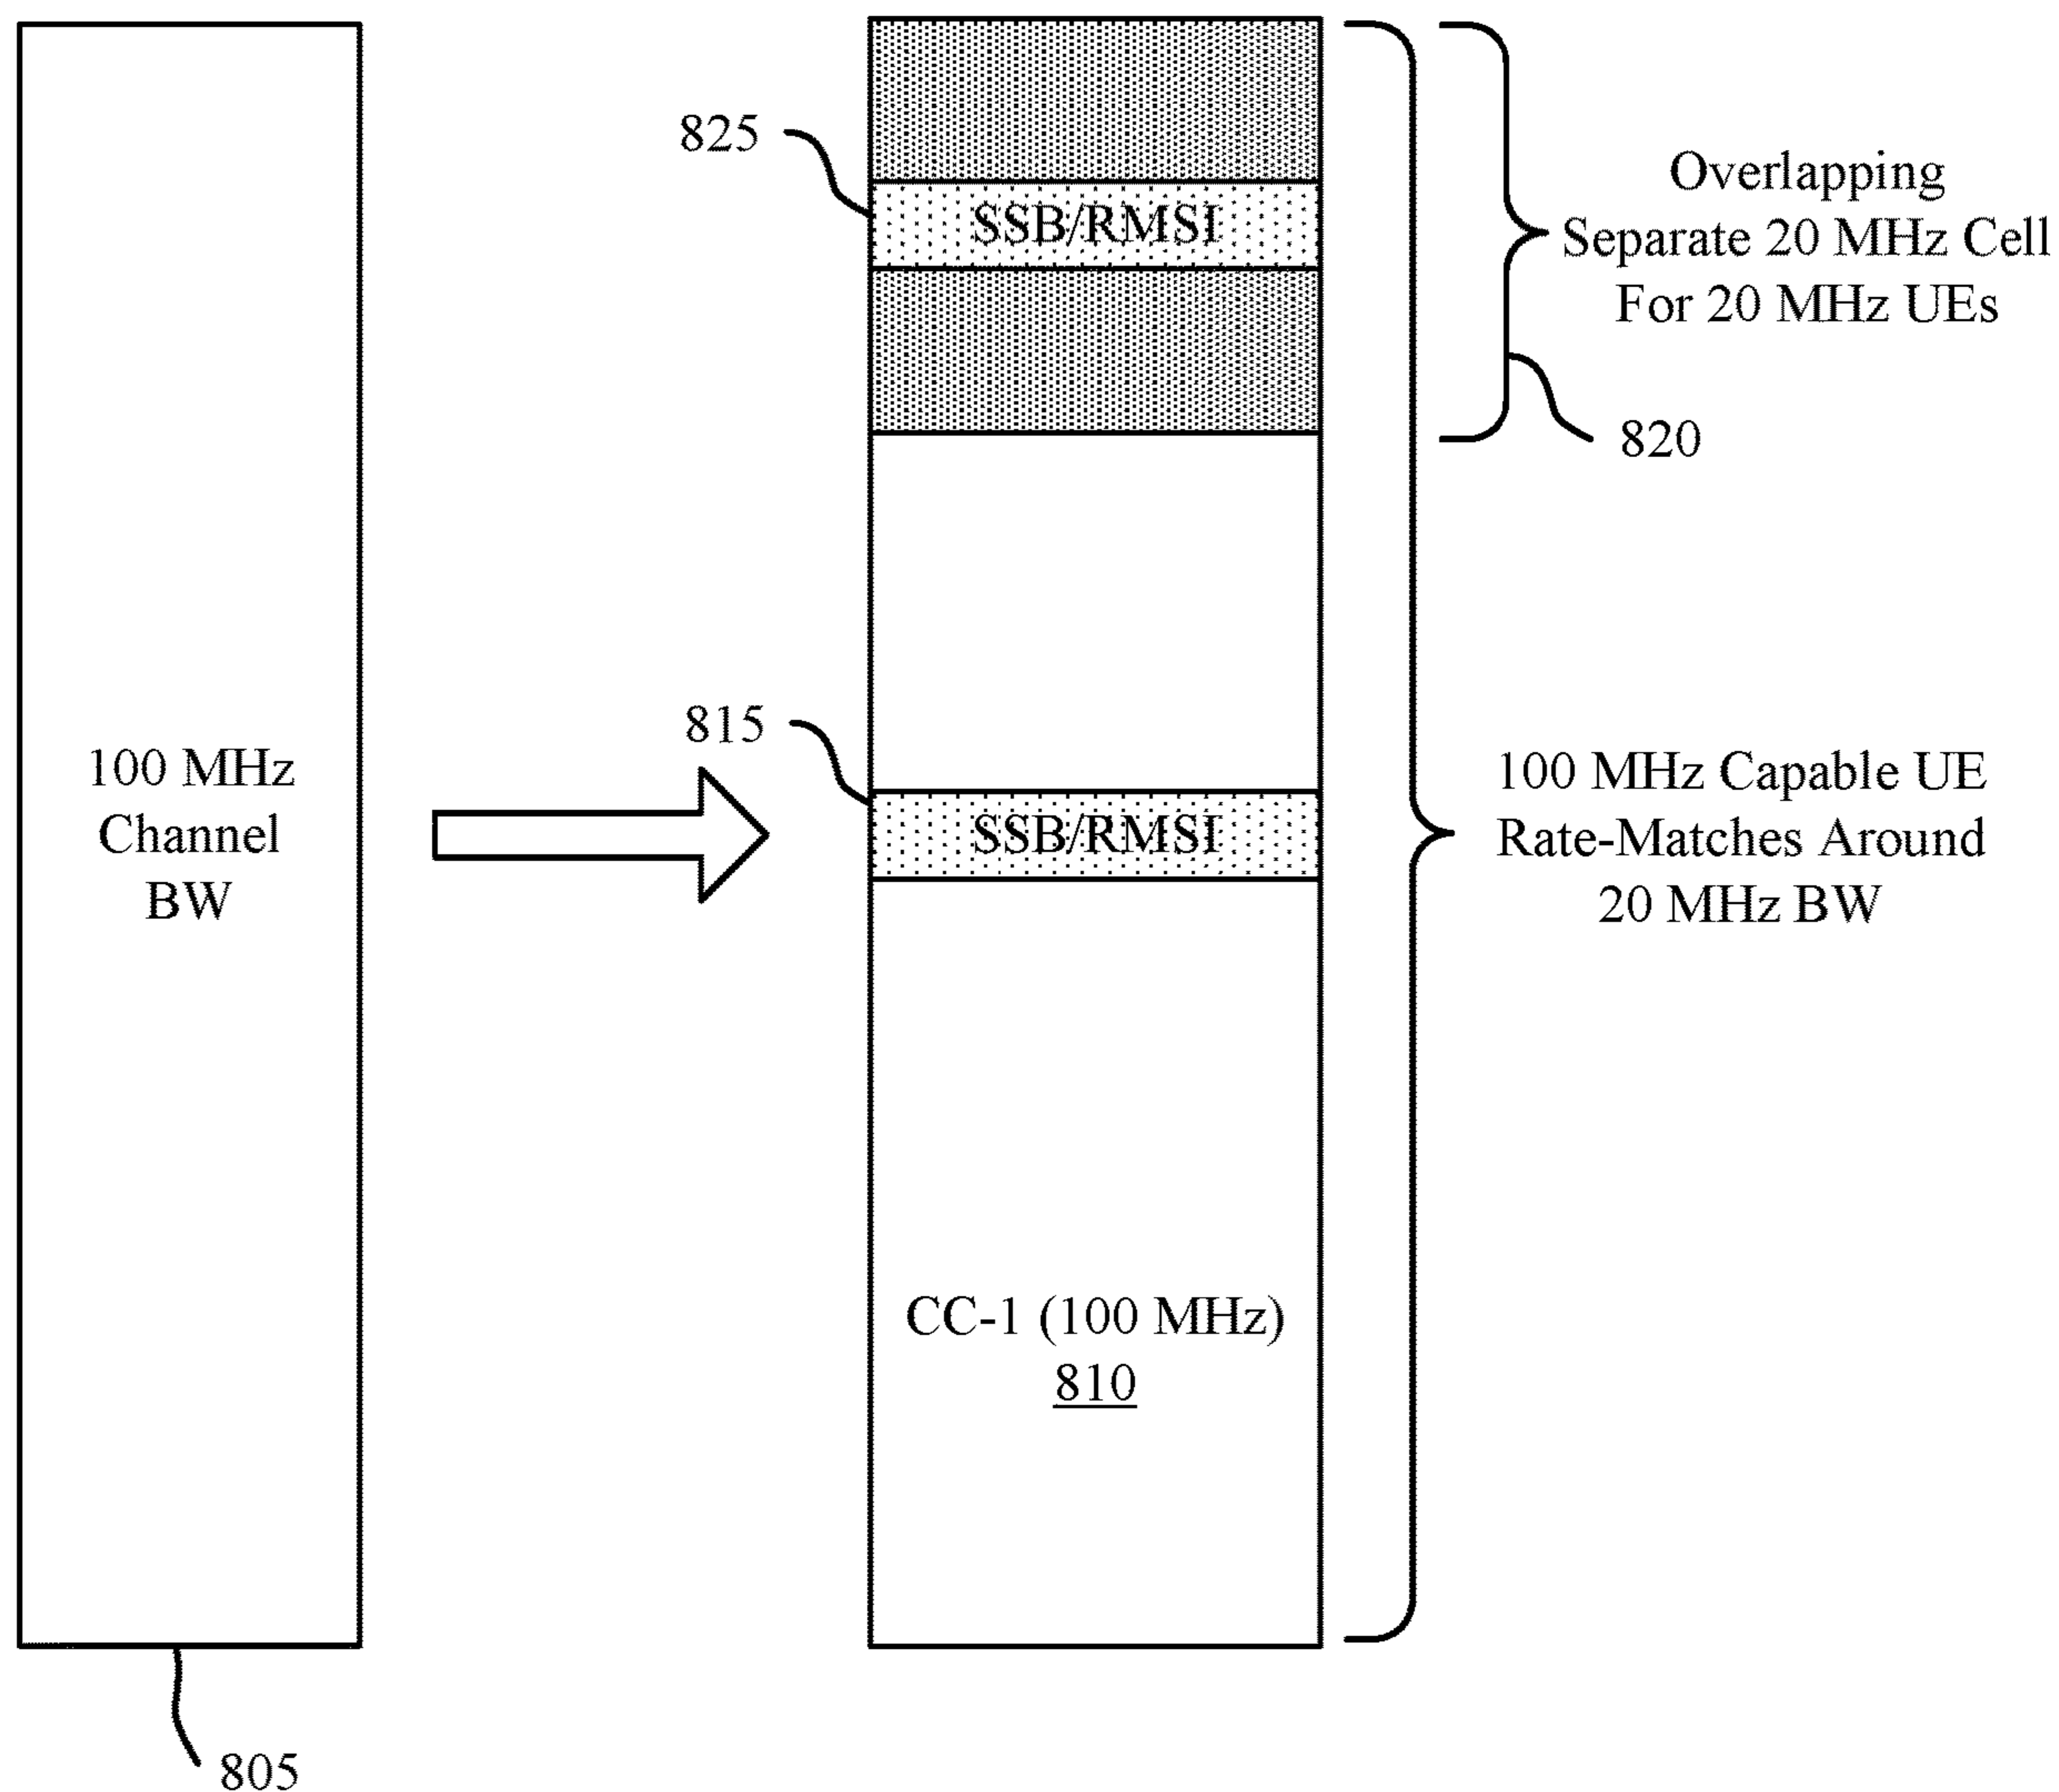 100 MHz
Channel
BW
805
825
SSB/RMSI
815
SSB/RMSI
CC-1 (100 MHz)
810
Overlapping
Separate 20 MHz Cell
For 20 MHz UEs
820
100 MHz Capable UE
Rate-Matches Around
20 MHz BW